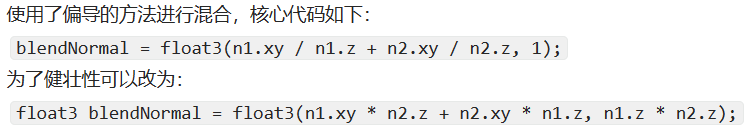 使用了偏导的方法进行混合，核心代码如下：
blendNormal = float3(n1.xy / n1.z + n2.xy / n2.z, 1);
为了健壮性可以改为：
float3 blendNormal = float3(n1.xy * n2.z + n2.xy * n1.z, n1.z * n2.z);